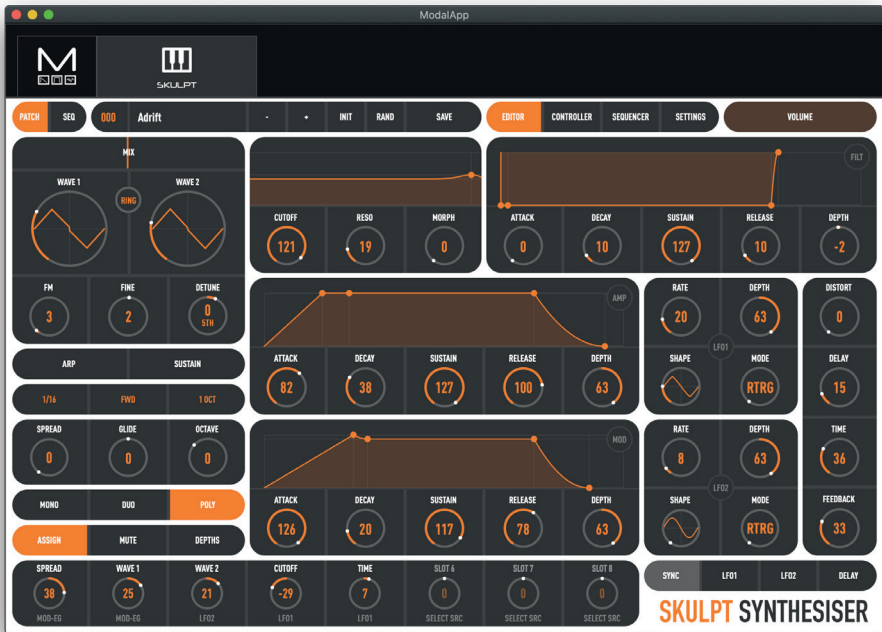 ModalApp
SKULPT
PATCH SEQ 000 Adrift - + INIT RAND SAVE EDITOR CONTROLLER SEQUENCER SETTINGS VOLUME
MIX
WAVE 1 WAVE 2
RING
FM FINE DETUNE
3 2 0
5TH
ARP SUSTAIN
1/16 FWD 1 OCT
SPREAD GLIDE OCTAVE
0 0 0
MONO DUO POLY
ASSIGN MUTE DEPTHS
CUTOFF RESO MORPH
121 19 0
FILT
ATTACK DECAY SUSTAIN RELEASE DEPTH
0 10 127 10 -2
AMP
ATTACK DECAY SUSTAIN RELEASE DEPTH
82 38 127 100 63
MOD
ATTACK DECAY SUSTAIN RELEASE DEPTH
126 20 117 78 63
RATE DEPTH
20 63
LFO1
SHAPE MODE
RTRG
RATE DEPTH
8 63
LFO2
SHAPE MODE
RTRG
DISTORT
0
DELAY
15
TIME
36
FEEDBACK
33
SPREAD WAVE 1 WAVE 2 CUTOFF TIME SLOT 6 SLOT 7 SLOT 8
38 25 21 -29 7 0 0 0
MOD-EG MOD-EG LFO2 LFO1 LFO1 SELECT SRC SELECT SRC SELECT SRC
SYNC LFO1 LFO2 DELAY
SKULPT SYNTHESISER